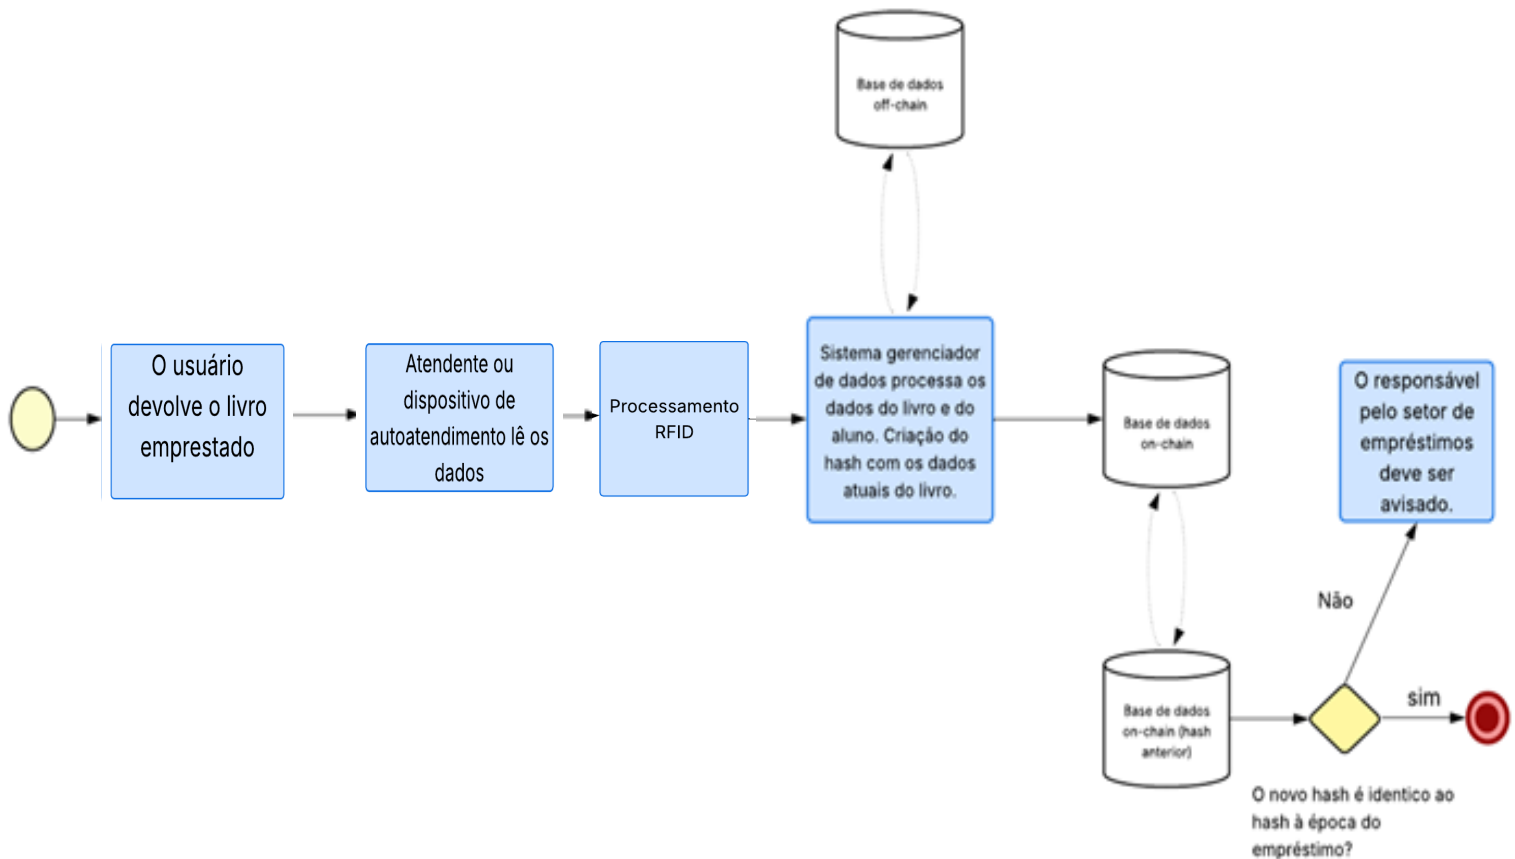 Base de dados
off-chain
O usuário
devolve o livro
emprestado
Atendente ou
dispositivo de
autoatendimento lê os
dados
Processamento
RFID
Sistema gerenciador
de dados processa os
dados do livro e do
aluno. Criação do
hash com os dados
atuais do livro.
Base de dados
on-chain
O responsável
pelo setor de
empréstimos
deve ser
avisado.
Não
sim
Base de dados
on-chain (hash
anterior)
O novo hash é identico ao
hash à época do
empréstimo?